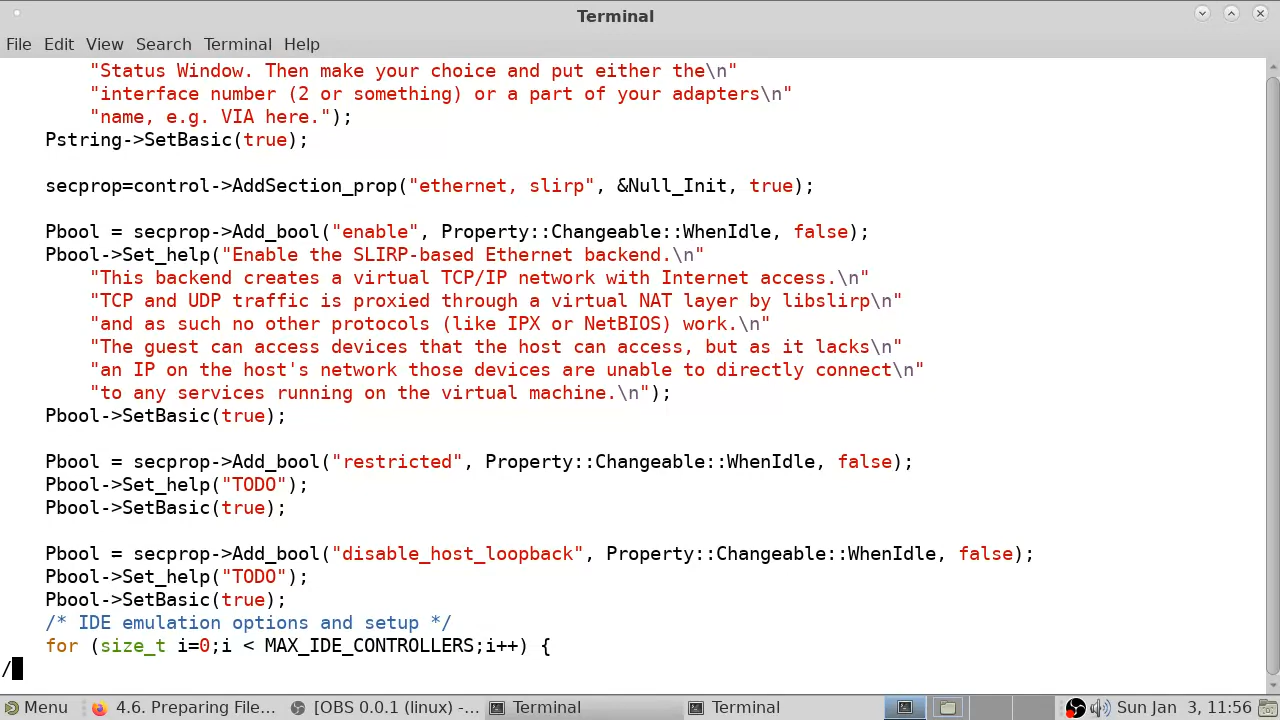 Terminal
File Edit View Search Terminal Help
"Status Window. Then make your choice and put either the\n"
"interface number (2 or something) or a part of your adapters\n"
"name, e.g. VIA here.");
Pstring->SetBasic(true);
secprop=control->AddSection_prop("ethernet, slirp", &Null_Init, true);
Pbool = secprop->Add_bool("enable", Property::Changeable::WhenIdle, false);
Pbool->Set_help("Enable the SLIRP-based Ethernet backend.\n"
"This backend creates a virtual TCP/IP network with Internet access.\n"
"TCP and UDP traffic is proxied through a virtual NAT layer by libslirp\n"
"and as such no other protocols (like IPX or NetBIOS) work.\n"
"The guest can access devices that the host can access, but as it lacks\n"
"an IP on the host's network those devices are unable to directly connect\n"
"to any services running on the virtual machine.\n");
Pbool->SetBasic(true);
Pbool = secprop->Add_bool("restricted", Property::Changeable::WhenIdle, false);
Pbool->Set_help("TODO");
Pbool->SetBasic(true);
Pbool = secprop->Add_bool("disable_host_loopback", Property::Changeable::WhenIdle, false);
Pbool->Set_help("TODO");
Pbool->SetBasic(true);
/* IDE emulation options and setup */
for (size_t i=0;i < MAX_IDE_CONTROLLERS;i++) {
/
Menu 4.6. Preparing File... [OBS 0.0.1 (linux) -... Terminal Terminal Sun Jan 3, 11:56